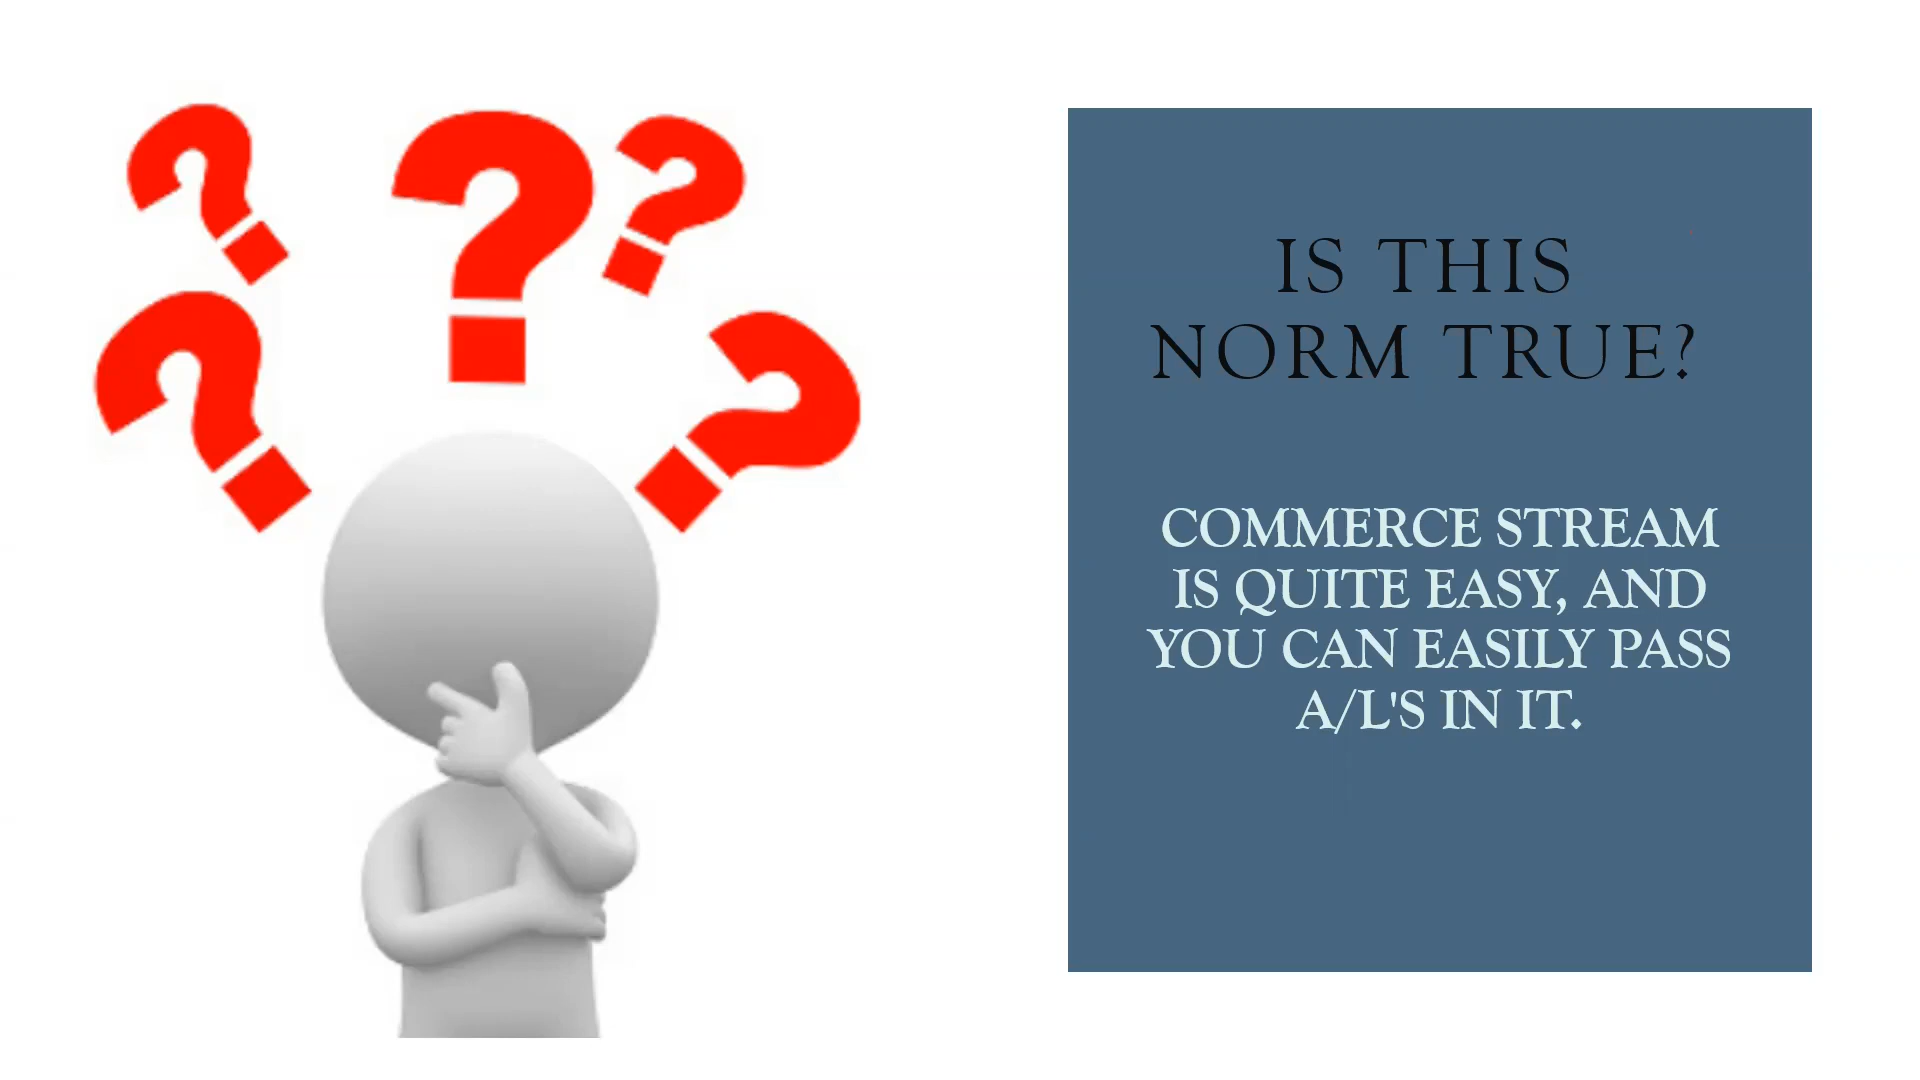 IS THIS
NORM TRUE?
COMMERCE STREAM
IS QUITE EASY, AND
YOU CAN EASILY PASS
A/L'S IN IT.